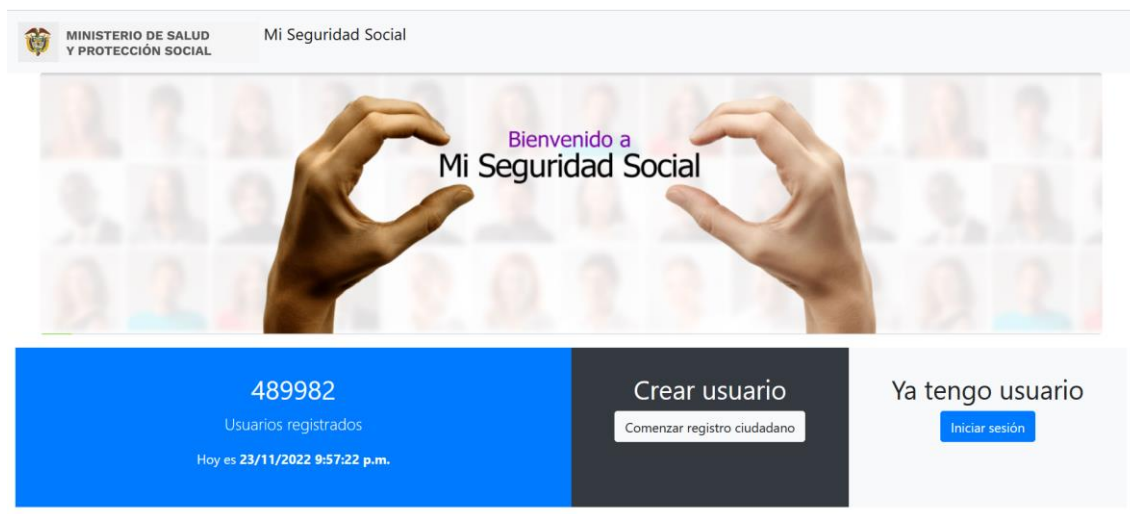 MINISTERIO DE SALUD
Y PROTECCIÓN SOCIAL
Mi Seguridad Social
Bienvenido a
Mi Seguridad Social
489982
Usuarios registrados
Hoy es 23/11/2022 9:57:22 p.m.
Crear usuario
Comenzar registro ciudadano
Ya tengo usuario
Iniciar sesión